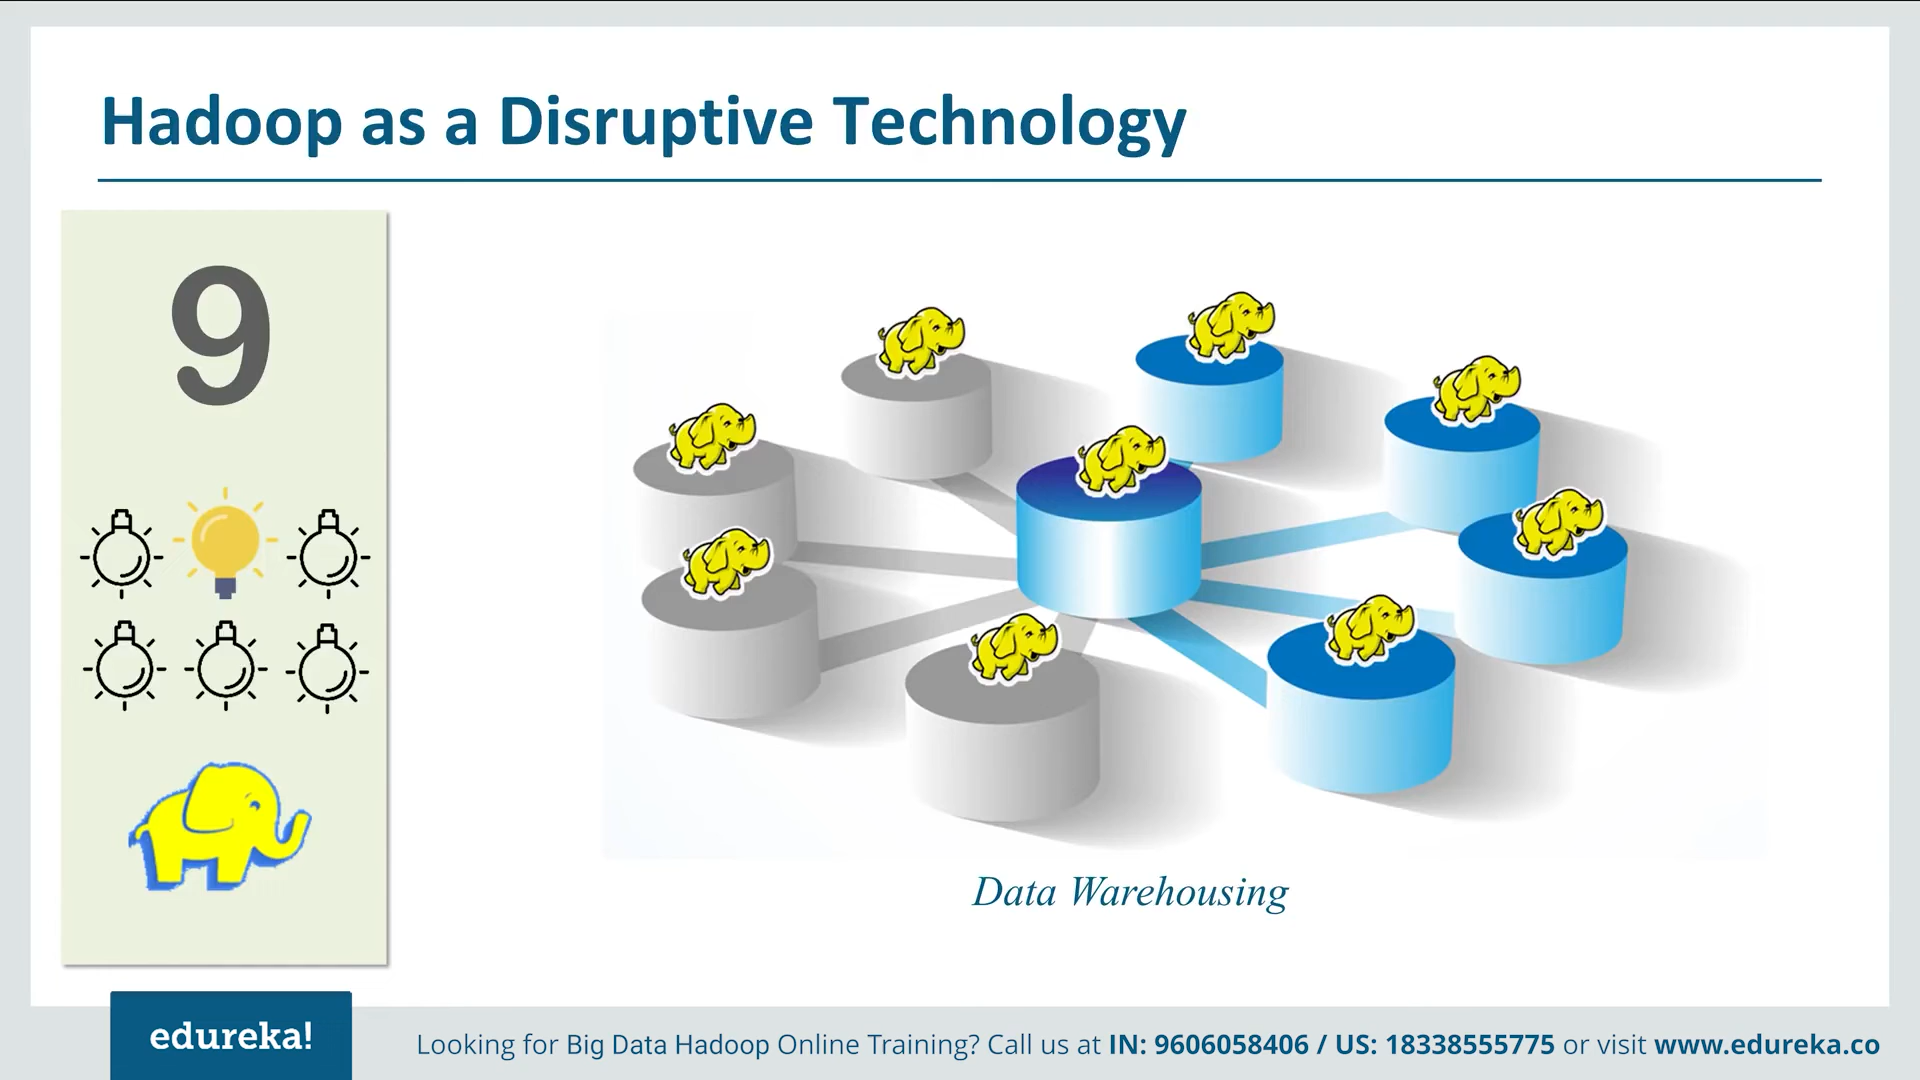 Hadoop as a Disruptive Technology
9
Data Warehousing
edureka!
Looking for Big Data Hadoop Online Training? Call us at IN: 9606058406 / US: 18338555775 or visit www.edureka.co